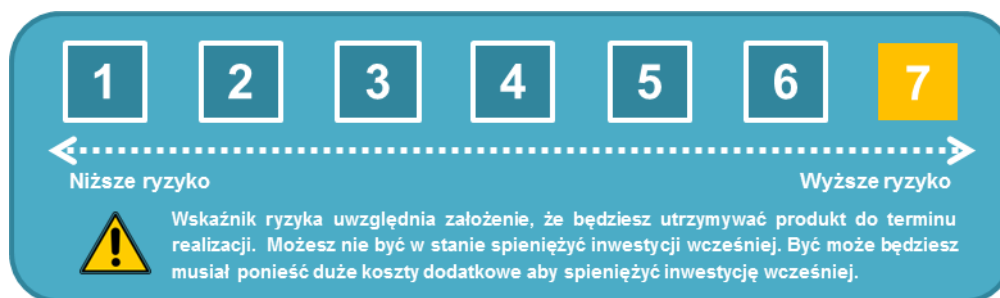 1 2 3 4 5 6 7
Niższe ryzyko Wyższe ryzyko
Wskaźnik ryzyka uwzględnia założenie, że będziesz utrzymywać produkt do terminu
realizacji. Możesz nie być w stanie spieniężyć inwestycji wcześniej. Być może będziesz
musiał ponieść duże koszty dodatkowe aby spieniężyć inwestycję wcześniej.